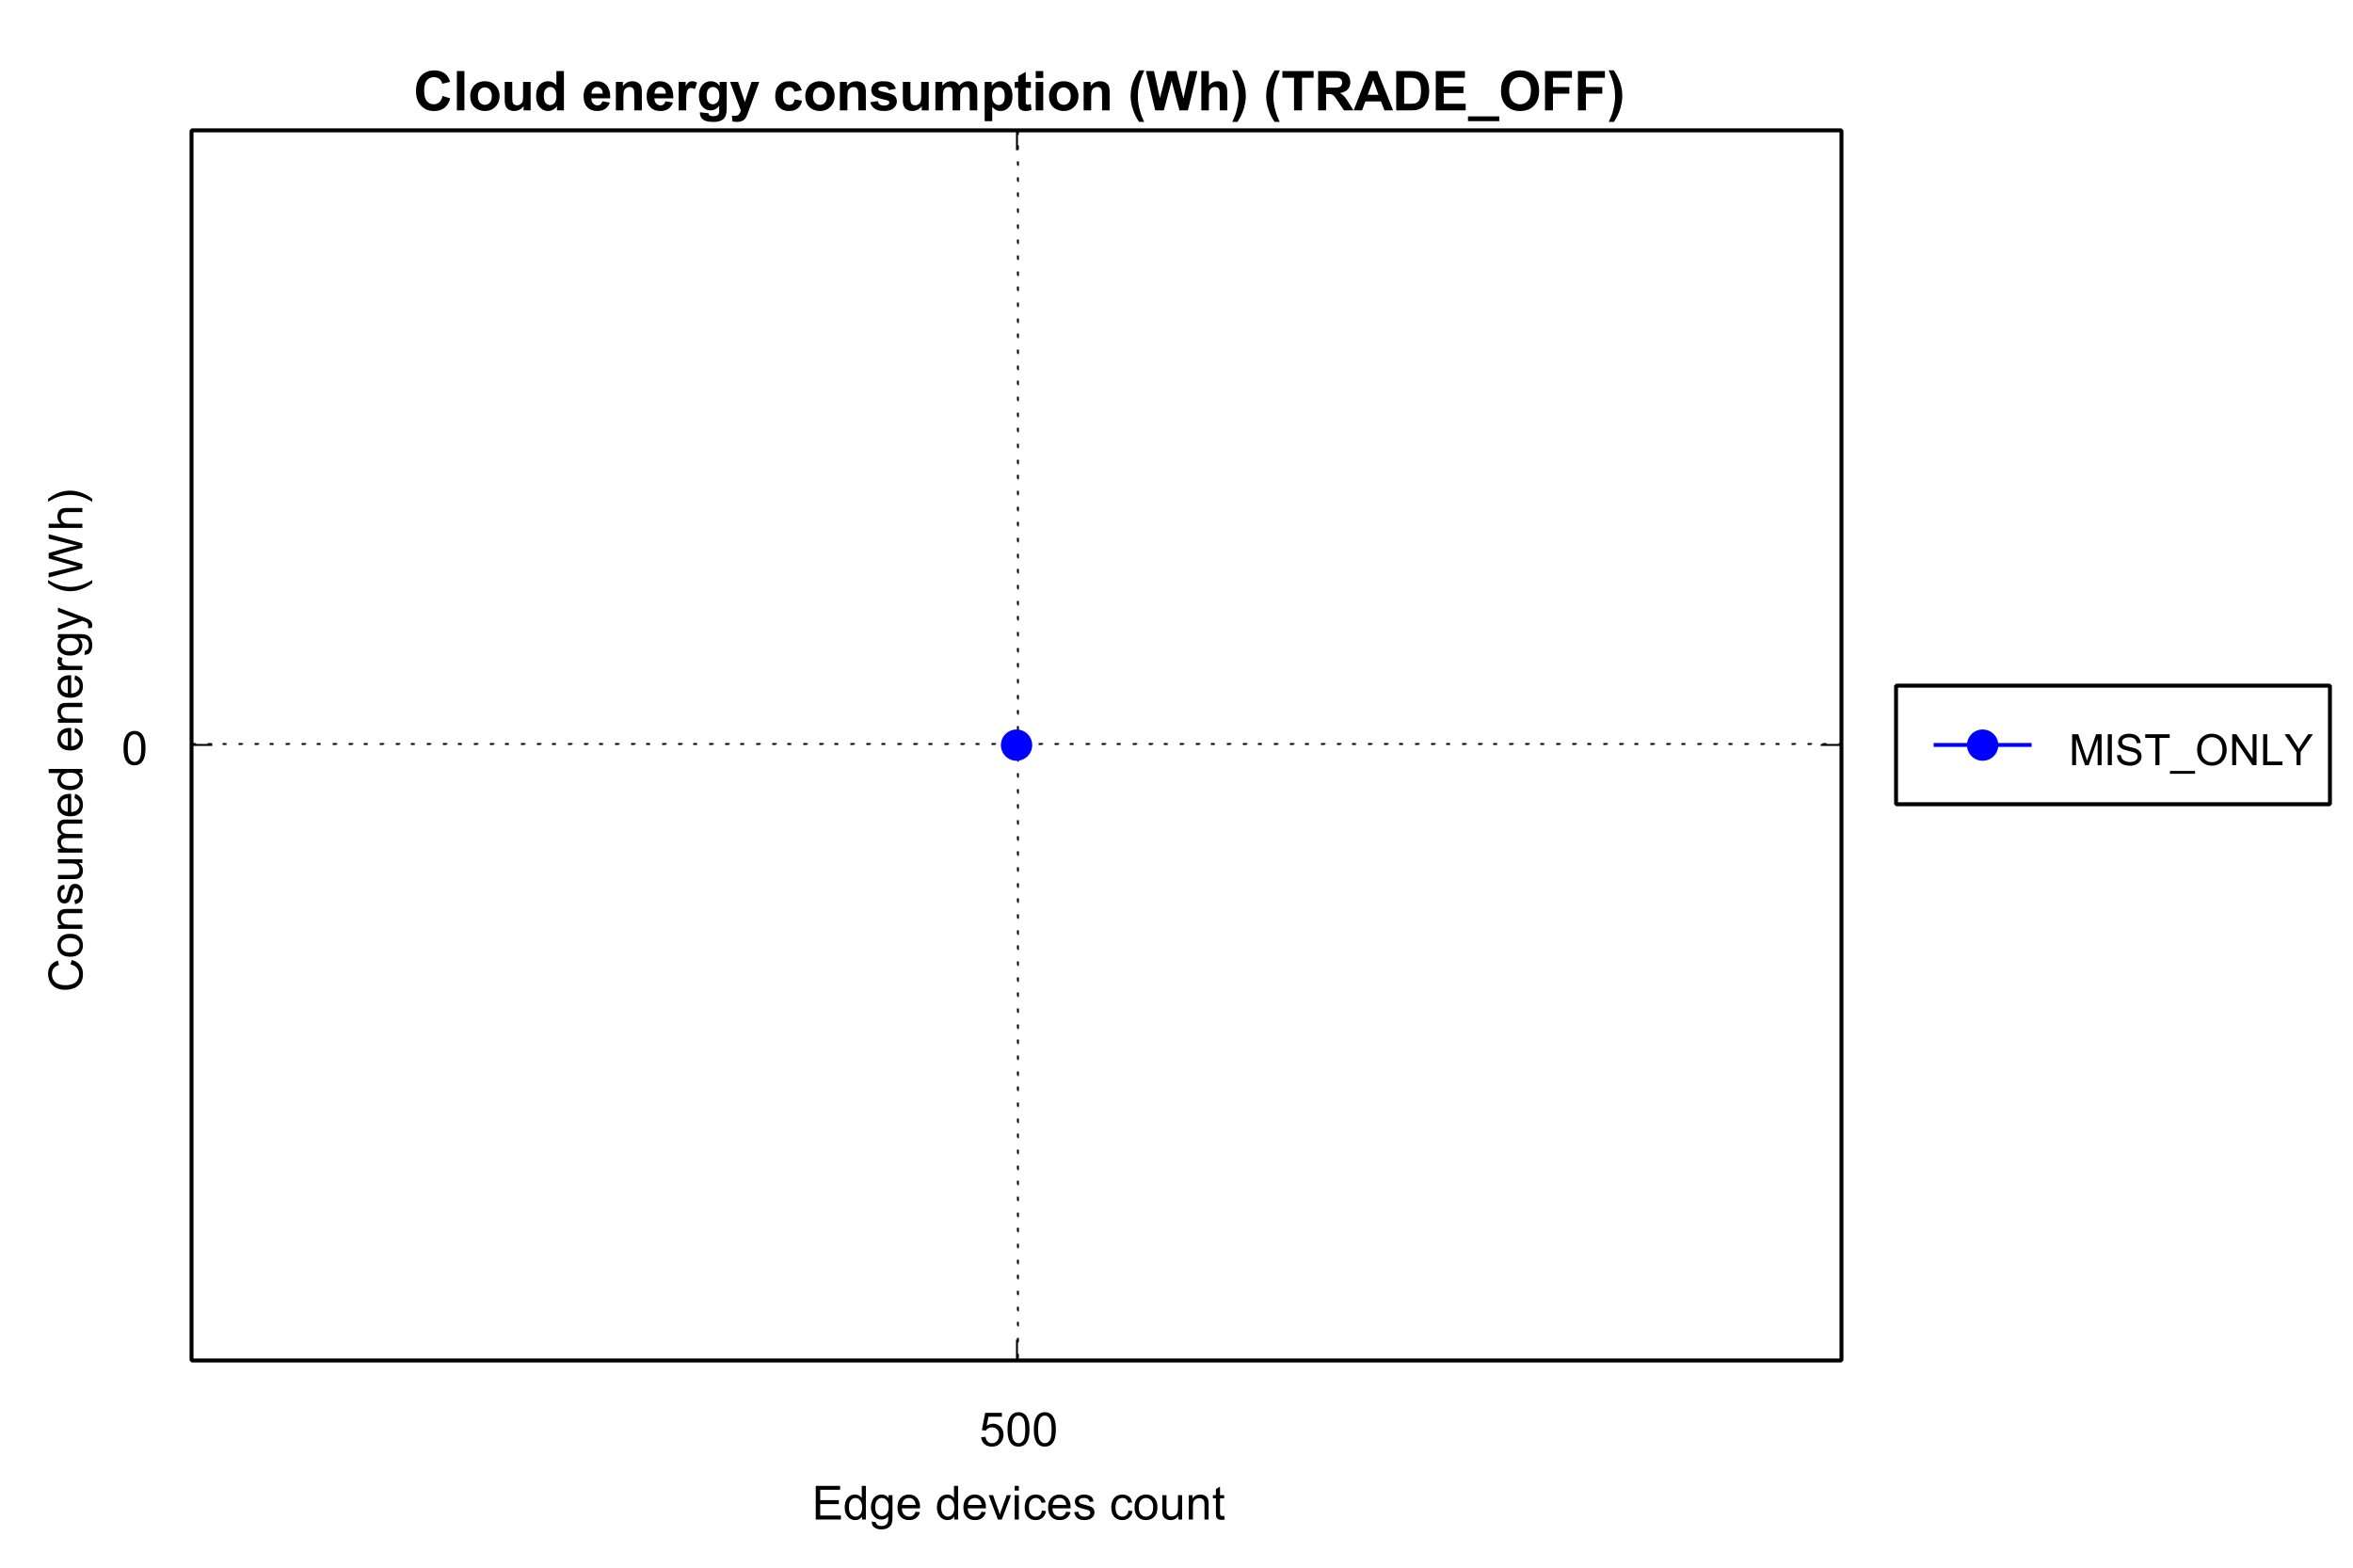 Cloud energy consumption (Wh) (TRADE_OFF)
Consumed energy (Wh)
0
MIST_ONLY
500
Edge devices count